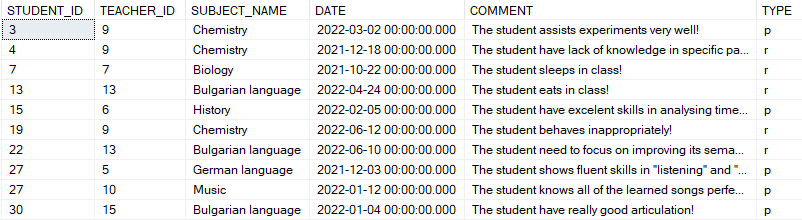 STUDENT_ID TEACHER_ID SUBJECT_NAME DATE COMMENT TYPE
3 9 Chemistry 2022-03-02 00:00:00.000 The student assists experiments very well! p
4 9 Chemistry 2021-12-18 00:00:00.000 The student have lack of knowledge in specific pa... r
7 7 Biology 2021-10-22 00:00:00.000 The student sleeps in class! r
13 13 Bulgarian language 2022-04-24 00:00:00.000 The student eats in class! r
15 6 History 2022-02-05 00:00:00.000 The student have excelent skills in analysing time... p
19 9 Chemistry 2022-06-12 00:00:00.000 The student behaves inappropriately! r
22 13 Bulgarian language 2022-06-10 00:00:00.000 The student need to focus on improving its sema... r
27 5 German language 2021-12-03 00:00:00.000 The student shows fluent skills in "listening" and "... p
27 10 Music 2022-01-12 00:00:00.000 The student knows all of the learned songs perfe... p
30 15 Bulgarian language 2022-01-04 00:00:00.000 The student have really good articulation! p